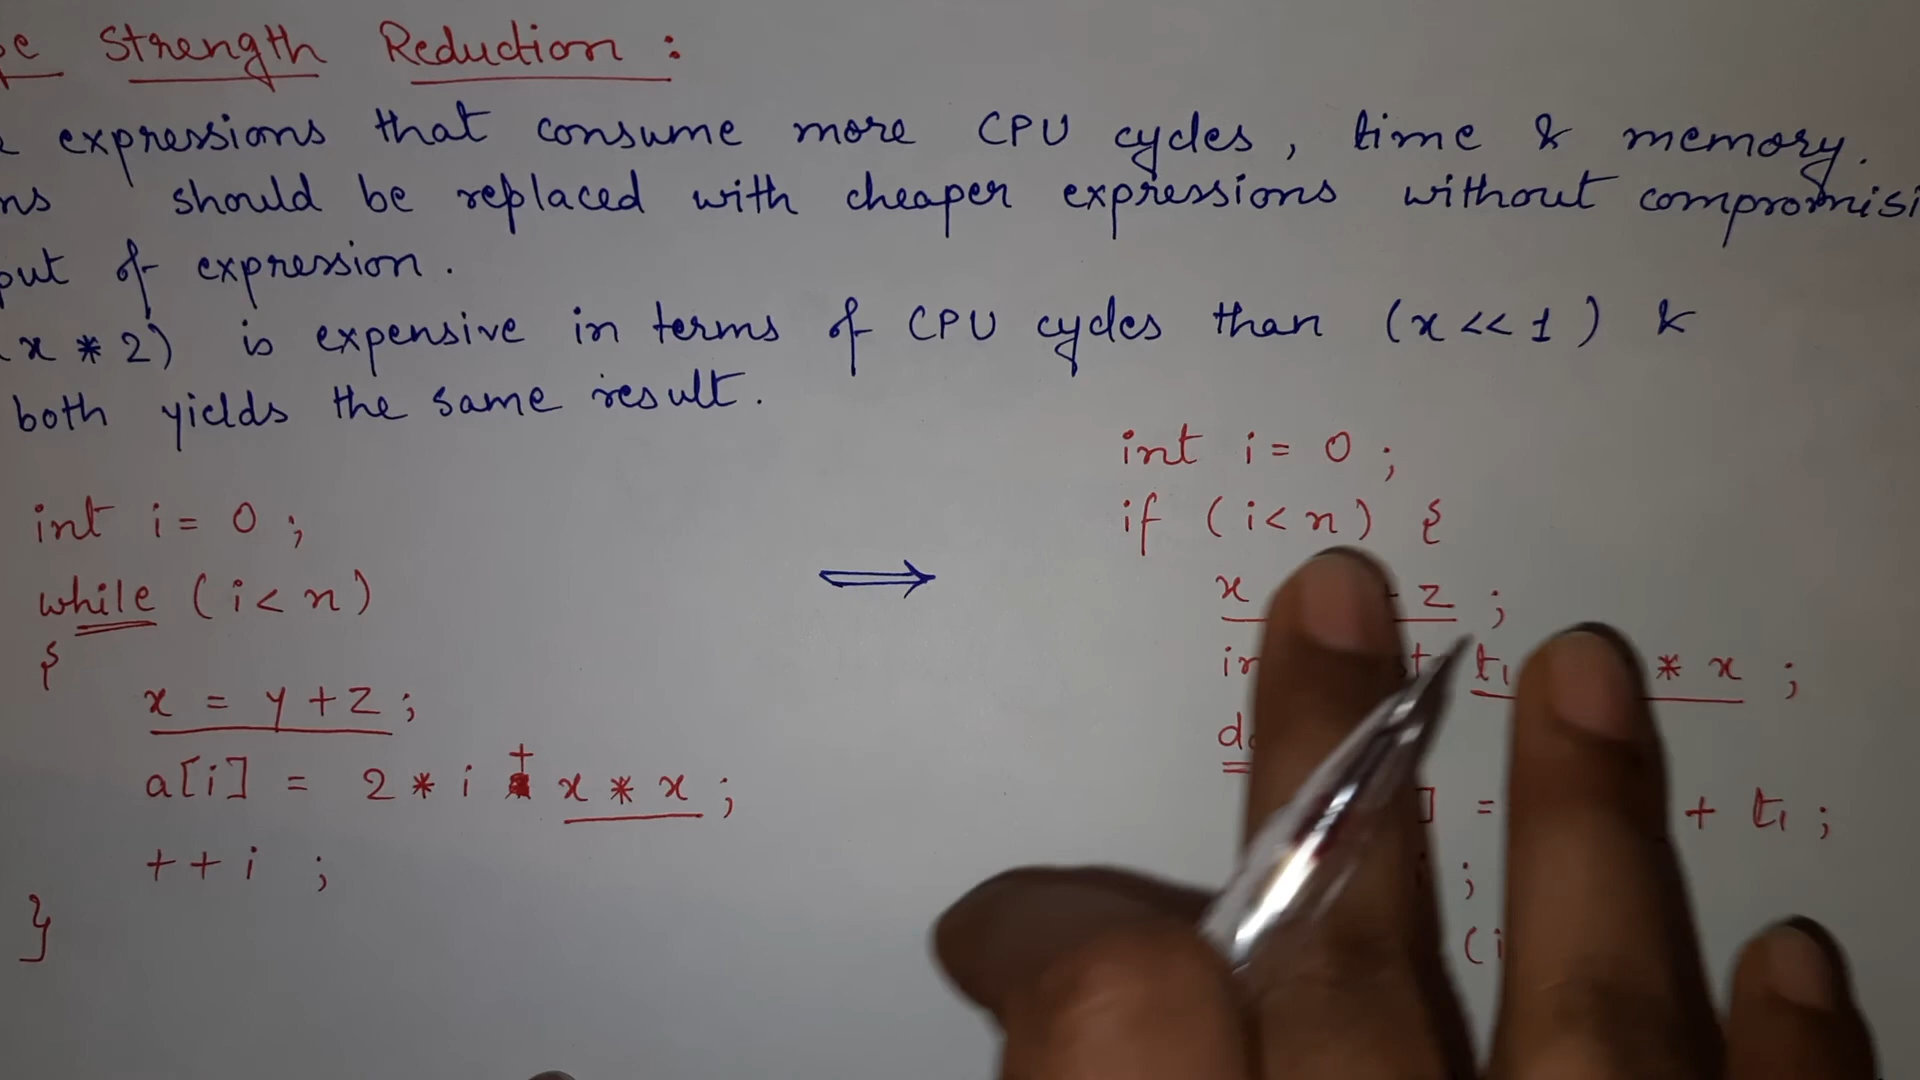 Strength Reduction :
expressions that consume more CPU cycles, time & memory.
should be replaced with cheaper expressions without
of expression.
x * 2) is expensive in terms of CPU cycles than (x << 1) &
both yields the same result.
int i = 0 ;
while (i < n)
{
x = y + z ;
a[i] = 2 * i + x * x ;
++i ;
}
⟹
int i = 0 ;
if (i < n) {
x z ;
t1 * x ;
] = + t1 ;
;
(i